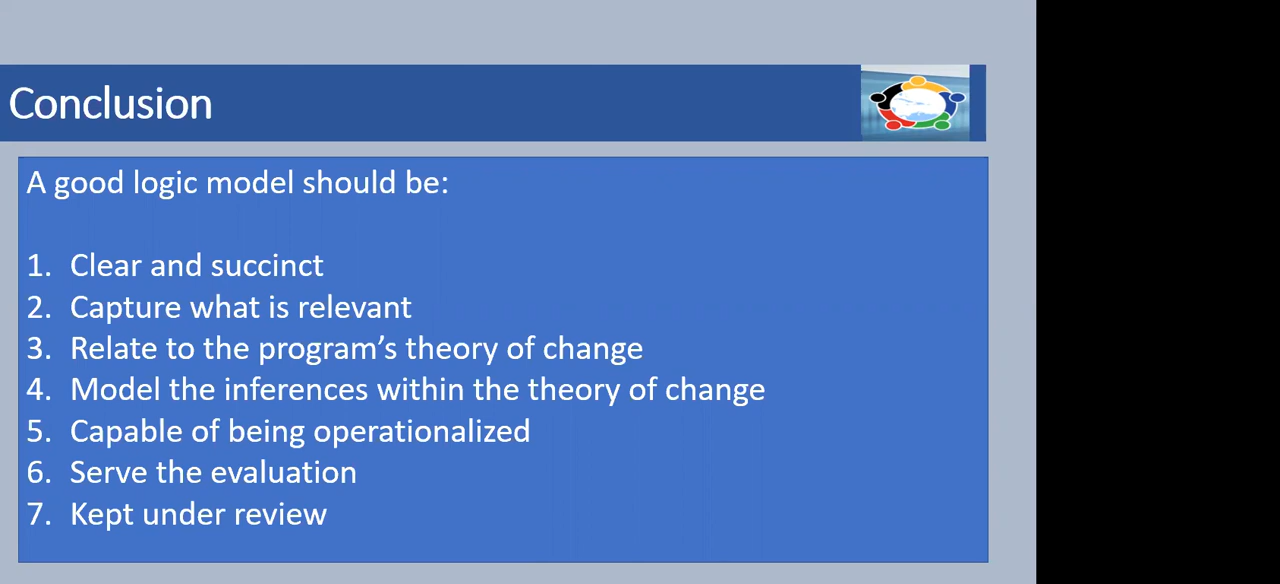 Conclusion
A good logic model should be:
1. Clear and succinct
2. Capture what is relevant
3. Relate to the program’s theory of change
4. Model the inferences within the theory of change
5. Capable of being operationalized
6. Serve the evaluation
7. Kept under review